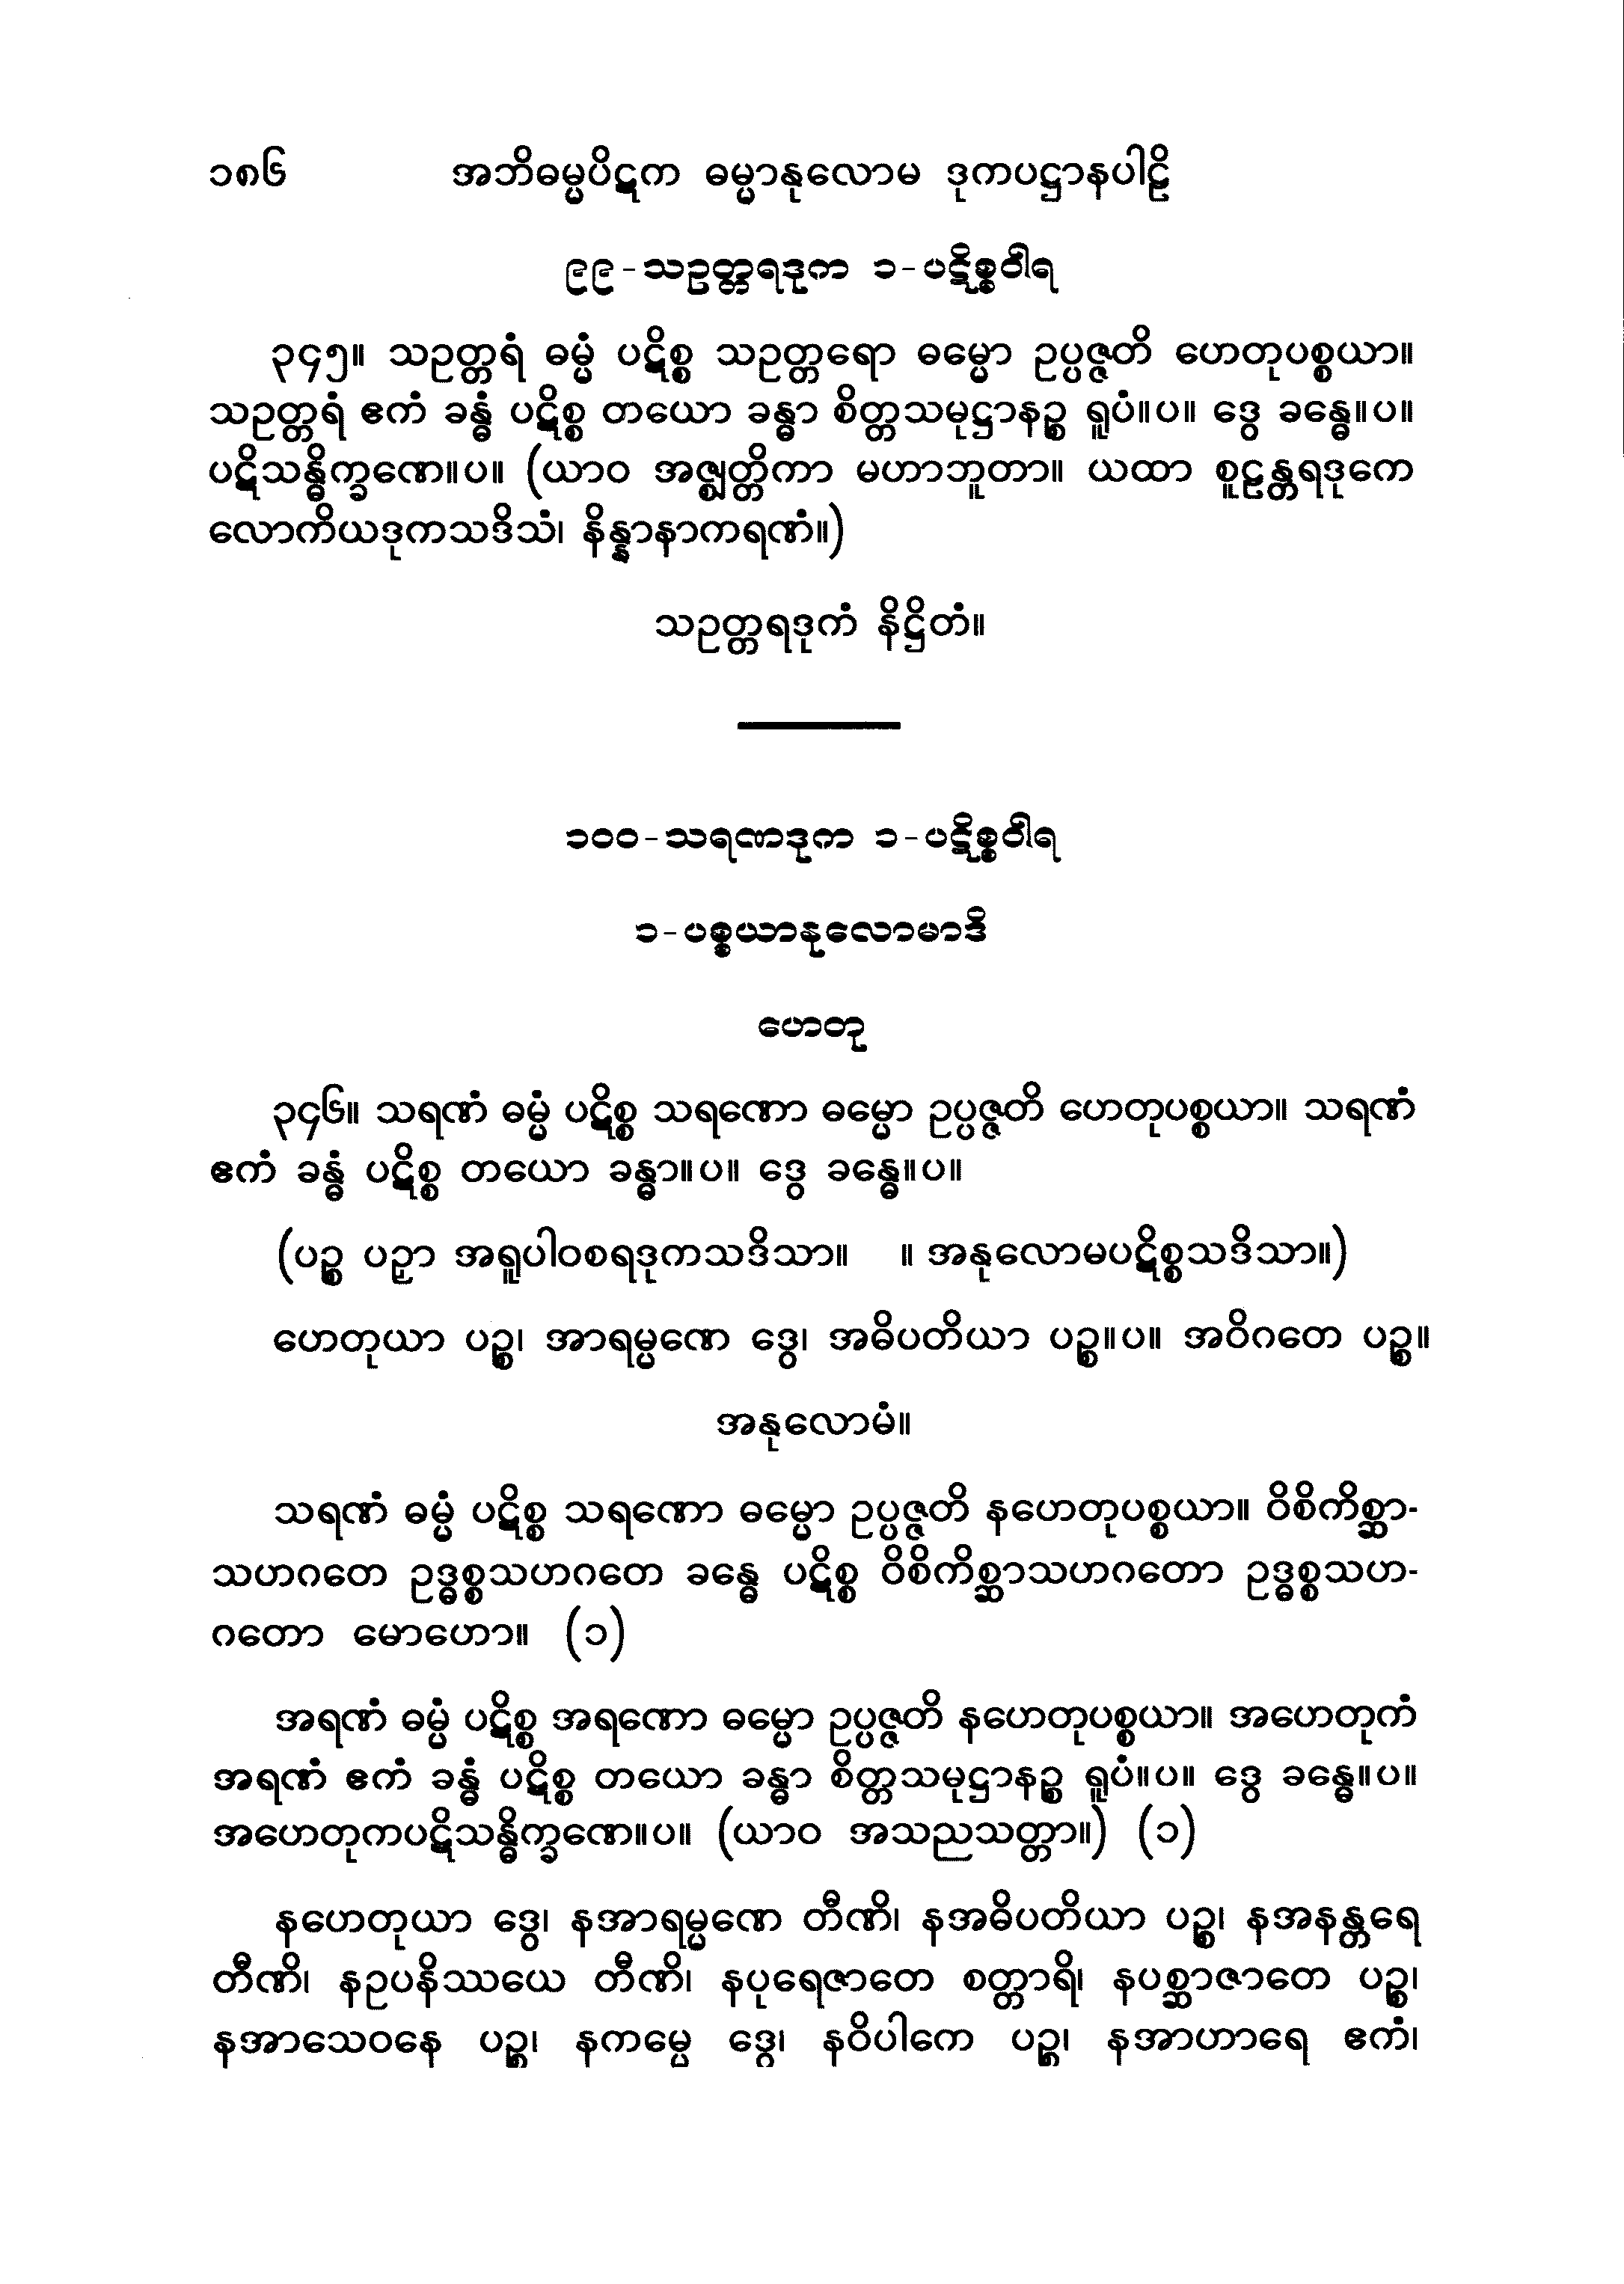 ၁၈၆ အဘိဓမ္မပိဋက ဓမ္မာနုလောမ ဒုကပဋ္ဌာနပါဠိ
၉၉-သဥတ္တရဒုက ၁-ပဋိစ္စဝါရ
၃၄၅။ သဥတ္တရံ ဓမ္မံ ပဋိစ္စ သဥတ္တရော ဓမ္မော ဥပ္ပဇ္ဇတိ ဟေတုပစ္စယာ။
သဥတ္တရံ ဧကံ ခန္ဓံ ပဋိစ္စ တယော ခန္ဓာ စိတ္တသမုဋ္ဌာနဉ္စ ရူပံ။ပ။ ဒွေ ခန္ဓေ။ပ။
ပဋိသန္ဓိက္ခဏေ။ပ။ (ယာဝ အဇ္ဈတ္တိကာ မဟာဘူတာ။ ယထာ စူဠန္တရဒုကေ
လောကိယဒုကသဒိသံ၊ နိန္နာနာကရဏံ။)
သဥတ္တရဒုကံ နိဋ္ဌိတံ။
၁၀၀-သရဏဒုက ၁-ပဋိစ္စဝါရ
၁-ပစ္စယာနုလောမာဒိ
ဟေတု
၃၄၆။ သရဏံ ဓမ္မံ ပဋိစ္စ သရဏော ဓမ္မော ဥပ္ပဇ္ဇတိ ဟေတုပစ္စယာ။ သရဏံ
ဧကံ ခန္ဓံ ပဋိစ္စ တယော ခန္ဓာ။ပ။ ဒွေ ခန္ဓေ။ပ။
(ပဉ္စ ပဉှာ အရူပါဝစရဒုကသဒိသာ။ ။ အနုလောမပဋိစ္စသဒိသာ။)
ဟေတုယာ ပဉ္စ၊ အာရမ္မဏေ ဒွေ၊ အဓိပတိယာ ပဉ္စ။ပ။ အဝိဂတေ ပဉ္စ။
အနုလောမံ။
သရဏံ ဓမ္မံ ပဋိစ္စ သရဏော ဓမ္မော ဥပ္ပဇ္ဇတိ နဟေတုပစ္စယာ။ ဝိစိကိစ္ဆာ-
သဟဂတေ ဥဒ္ဓစ္စသဟဂတေ ခန္ဓေ ပဋိစ္စ ဝိစိကိစ္ဆာသဟဂတော ဥဒ္ဓစ္စသဟ-
ဂတော မောဟော။ (၁)
အရဏံ ဓမ္မံ ပဋိစ္စ အရဏော ဓမ္မော ဥပ္ပဇ္ဇတိ နဟေတုပစ္စယာ။ အဟေတုကံ
အရဏံ ဧကံ ခန္ဓံ ပဋိစ္စ တယော ခန္ဓာ စိတ္တသမုဋ္ဌာနဉ္စ ရူပံ။ပ။ ဒွေ ခန္ဓေ။ပ။
အဟေတုကပဋိသန္ဓိက္ခဏေ။ပ။ (ယာဝ အသညသတ္တာ။) (၁)
နဟေတုယာ ဒွေ၊ နအာရမ္မဏေ တီဏိ၊ နအဓိပတိယာ ပဉ္စ၊ နအနန္တရေ
တီဏိ၊ နဥပနိဿယေ တီဏိ၊ နပုရေဇာတေ စတ္တာရိ၊ နပစ္ဆာဇာတေ ပဉ္စ၊
နအာသေဝနေ ပဉ္စ၊ နကမ္မေ ဒွေ၊ နဝိပါကေ ပဉ္စ၊ နအာဟာရေ ဧကံ၊